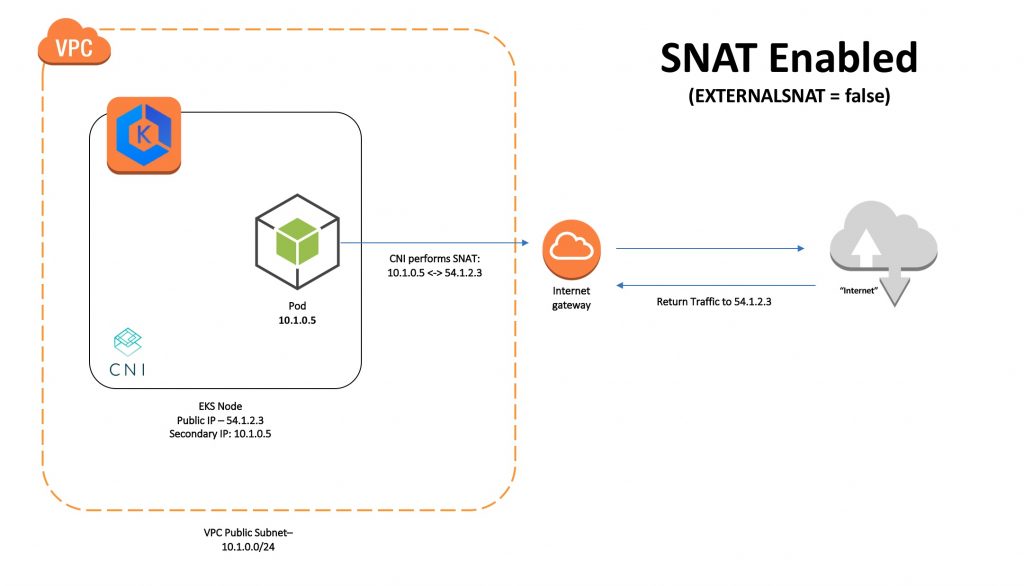 VPC
SNAT Enabled
(EXTERNALSNAT = false)
K
CNI performs SNAT:
10.1.0.5 <-> 54.1.2.3
Internet
gateway
Return Traffic to 54.1.2.3
“Internet”
Pod
10.1.0.5
CNI
EKS Node
Public IP – 54.1.2.3
Secondary IP: 10.1.0.5
VPC Public Subnet–
10.1.0.0/24